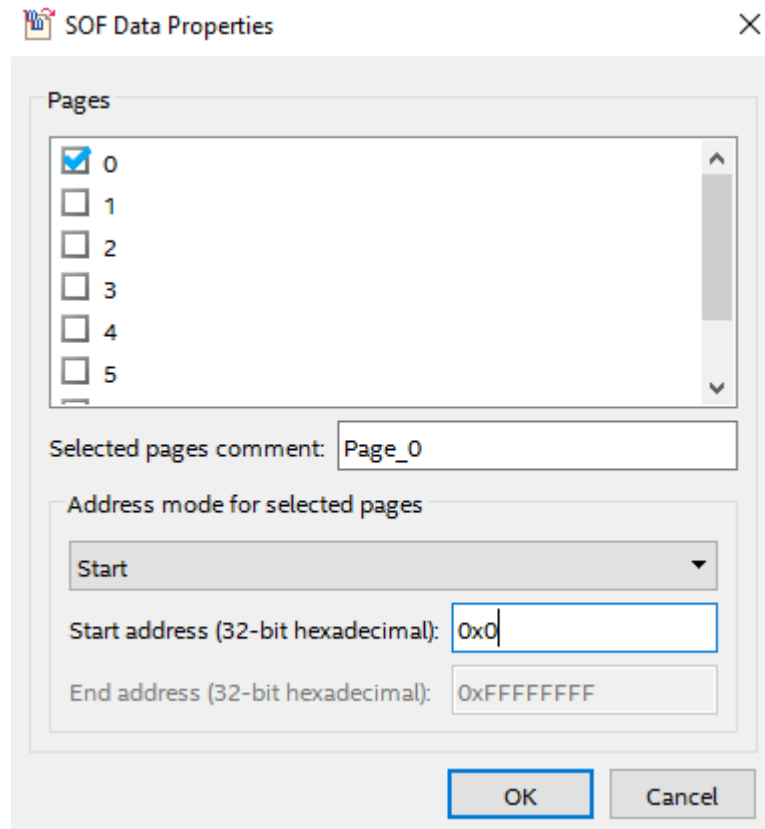 SOF Data Properties
Pages
0
1
2
3
4
5
Selected pages comment: Page_0
Address mode for selected pages
Start
Start address (32-bit hexadecimal): 0x0
End address (32-bit hexadecimal): 0xFFFFFFFF
OK Cancel